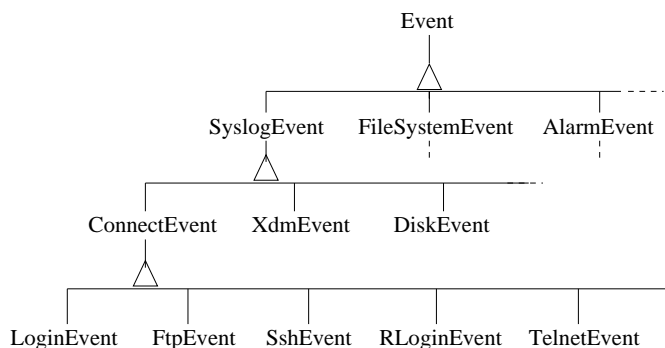 Event
SyslogEvent FileSystemEvent AlarmEvent
ConnectEvent XdmEvent DiskEvent
LoginEvent FtpEvent SshEvent RLoginEvent TelnetEvent